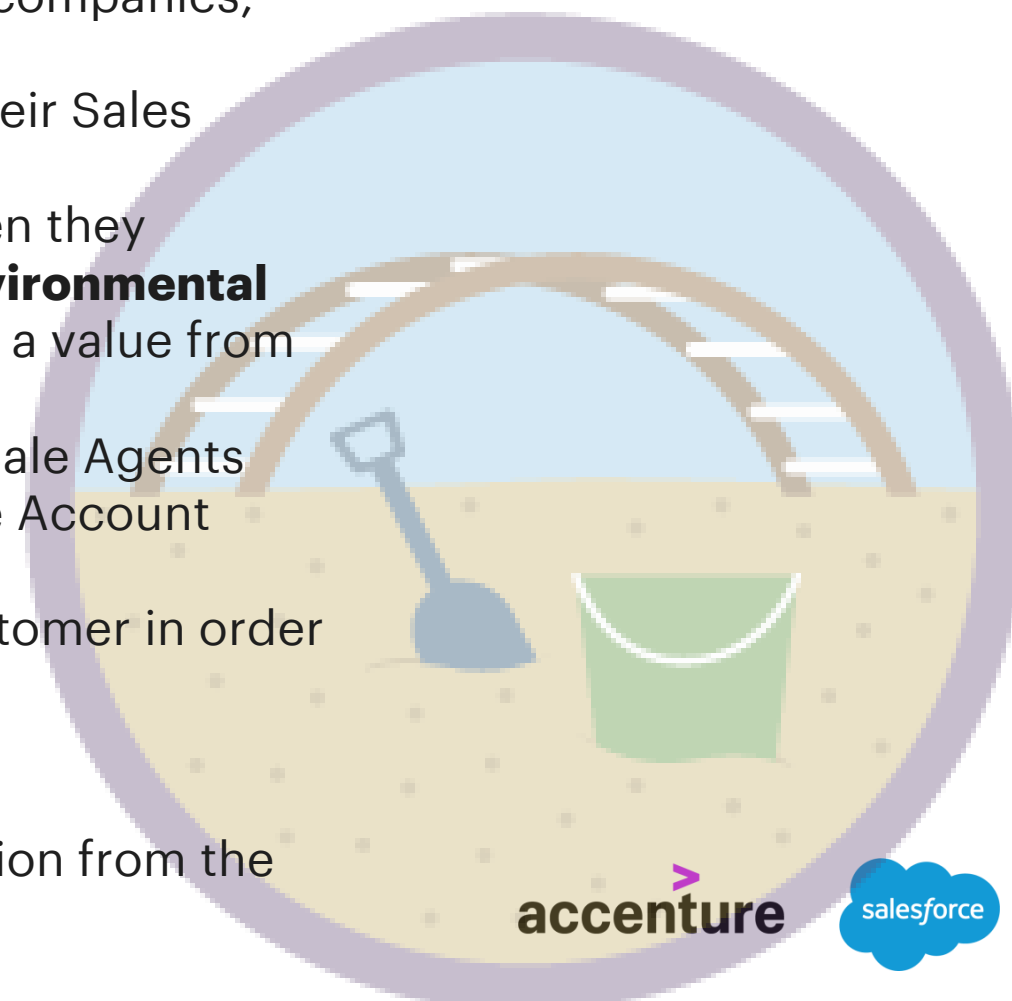 companies,
eir Sales
en they
vironmental
a value from
ale Agents
e Account
tomer in order
ion from the
>
accenture
salesforce